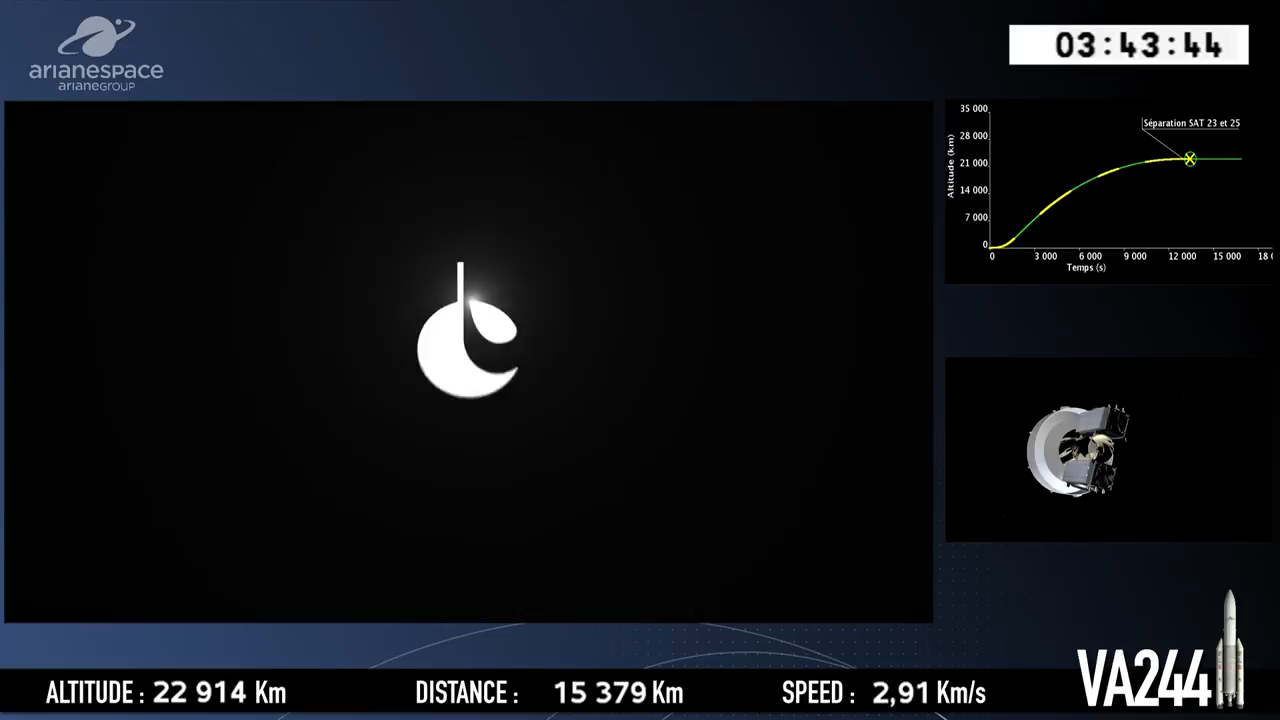 arianespace
arianeGROUP
03:43:44
35 000
28 000
21 000
14 000
7 000
0
Altitude (km)
Séparation SAT 23 et 25
0 3 000 6 000 9 000 12 000 15 000 18 0
Temps (s)
ALTITUDE : 22 914 Km DISTANCE : 15 379 Km SPEED : 2,91 Km/s
VA244